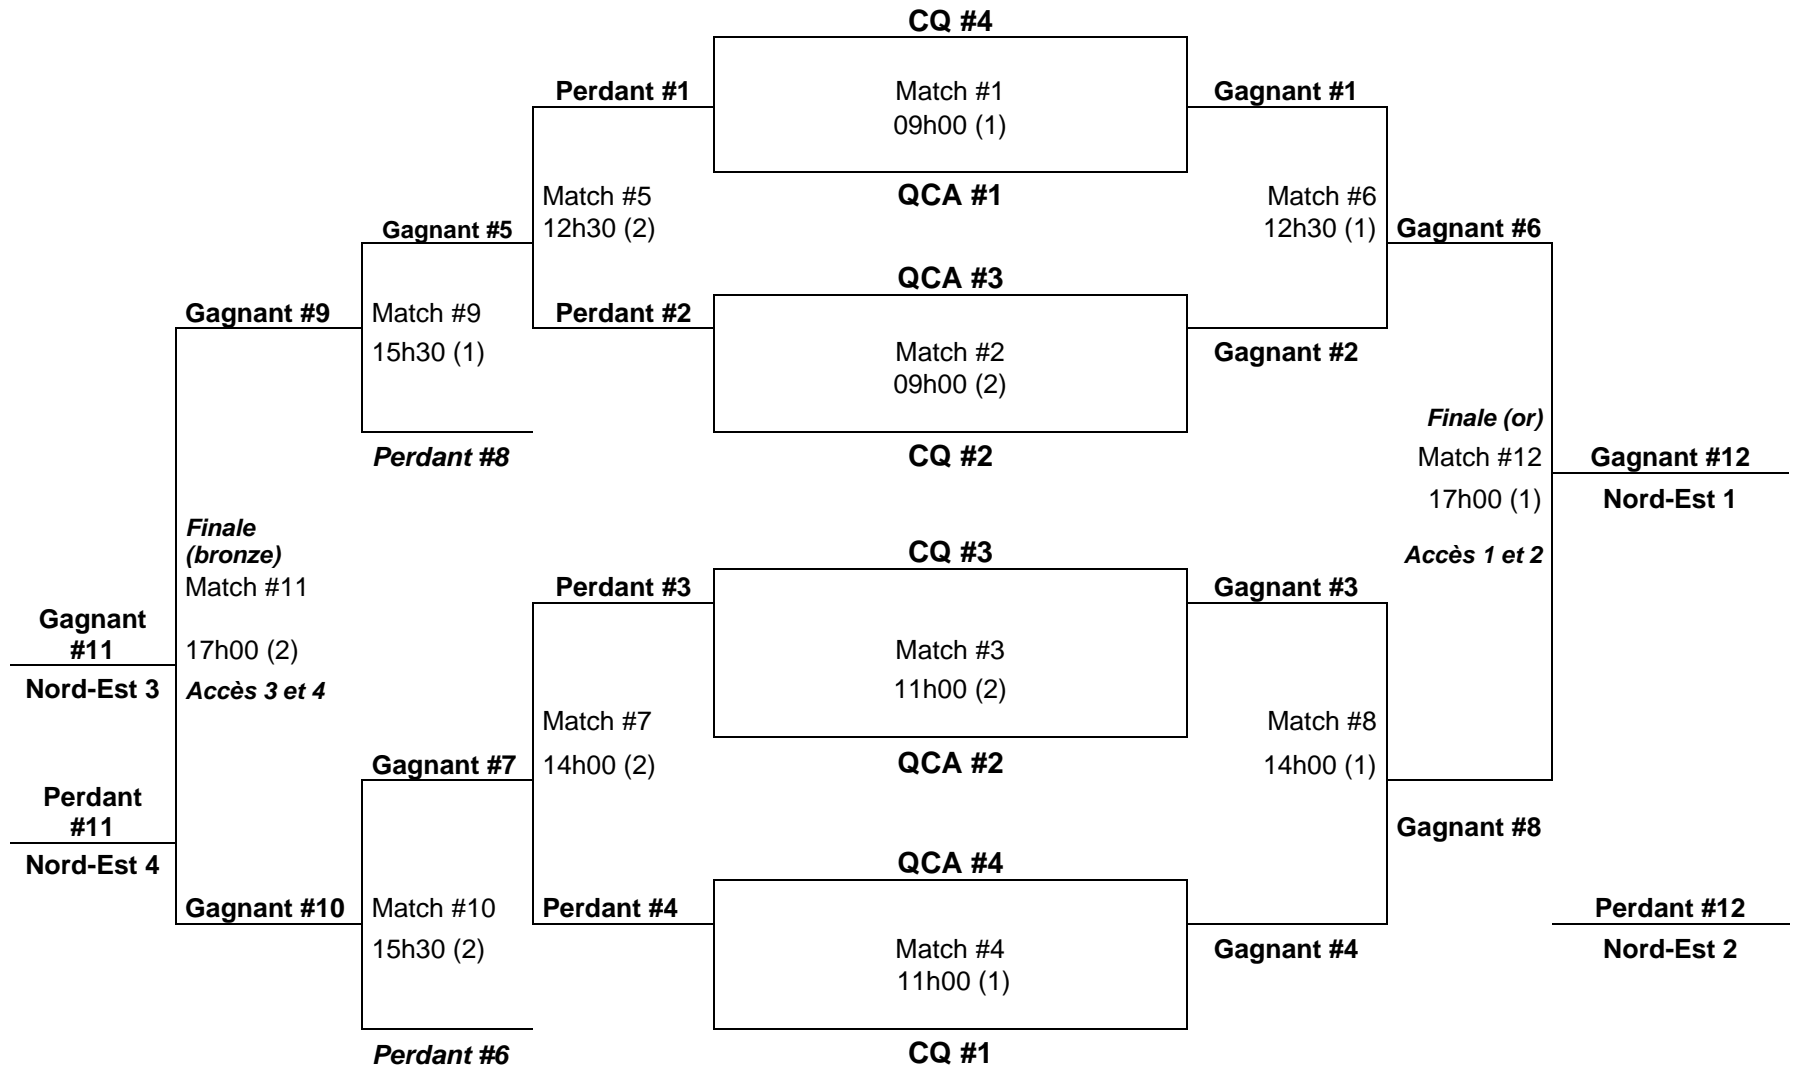 CQ #4
Perdant #1
Match #1
Gagnant #1
09h00 (1)
Match #5
QCA #1
Match #6
Gagnant #5
12h30 (2)
12h30 (1)
Gagnant #6
QCA #3
Gagnant #9
Match #9
Perdant #2
15h30 (1)
Match #2
Gagnant #2
09h00 (2)
Finale (or)
Perdant #8
CQ #2
Match #12
Gagnant #12
17h00 (1)
Nord-Est 1
Finale
(bronze)
CQ #3
Accès 1 et 2
Match #11
Perdant #3
Gagnant #3
Gagnant
#11
17h00 (2)
Match #3
Nord-Est 3
Accès 3 et 4
11h00 (2)
Match #7
Match #8
Gagnant #7
14h00 (2)
QCA #2
14h00 (1)
Perdant
#11
Gagnant #8
Nord-Est 4
QCA #4
Gagnant #10
Match #10
Perdant #4
Perdant #12
15h30 (2)
Match #4
Gagnant #4
Nord-Est 2
11h00 (1)
Perdant #6
CQ #1